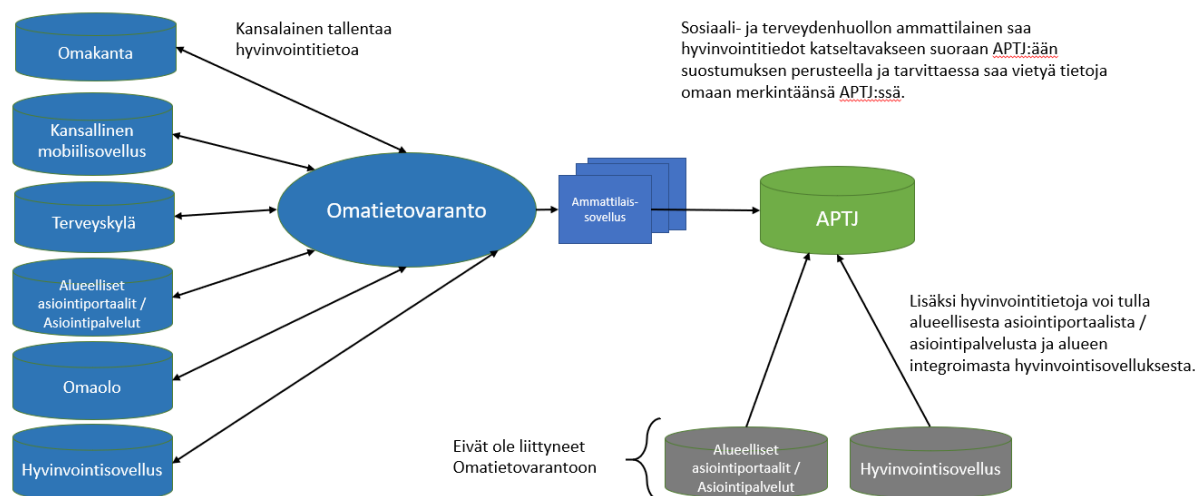 Omakanta
Kansalainen tallentaa
hyvinvointitietoa
Sosiaali- ja terveydenhuollon ammattilainen saa
hyvinvointitiedot katseltavakseen suoraan APTJ:ään
suostumuksen perusteella ja tarvittaessa saa vietyä tietoja
omaan merkintäänsä APTJ:ssä.
Kansallinen
mobiilisovellus
Terveyskylä
Alueelliset
asiointiportaalit /
Asiointipalvelut
Omaolo
Hyvinvointisovellus
Omatietovaranto
Ammattilais-
sovellus
APTJ
Lisäksi hyvinvointitietoja voi tulla
alueellisesta asiointiportaalista /
asiointipalvelusta ja alueen
integroimasta hyvinvointisovelluksesta.
Eivät ole liittyneet
Omatietovarantoon
Alueelliset
asiointiportaalit /
Asiointipalvelut
Hyvinvointisovellus